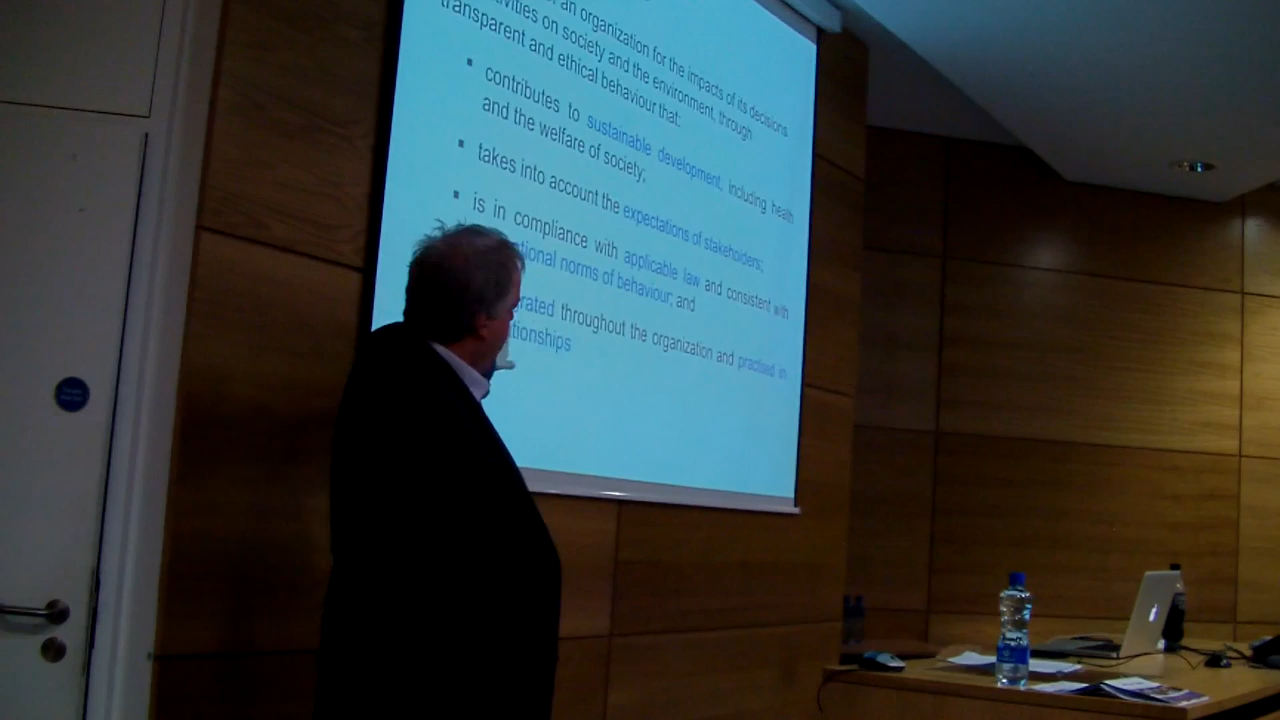 an organization for the impacts of its decisions
activities on society and the environment, through
transparent and ethical behaviour that:
▪ contributes to sustainable development, including health
and the welfare of society;
▪ takes into account the expectations of stakeholders;
▪ is in compliance with applicable law and consistent with
tional norms of behaviour; and
rated throughout the organization and practised in
tionships